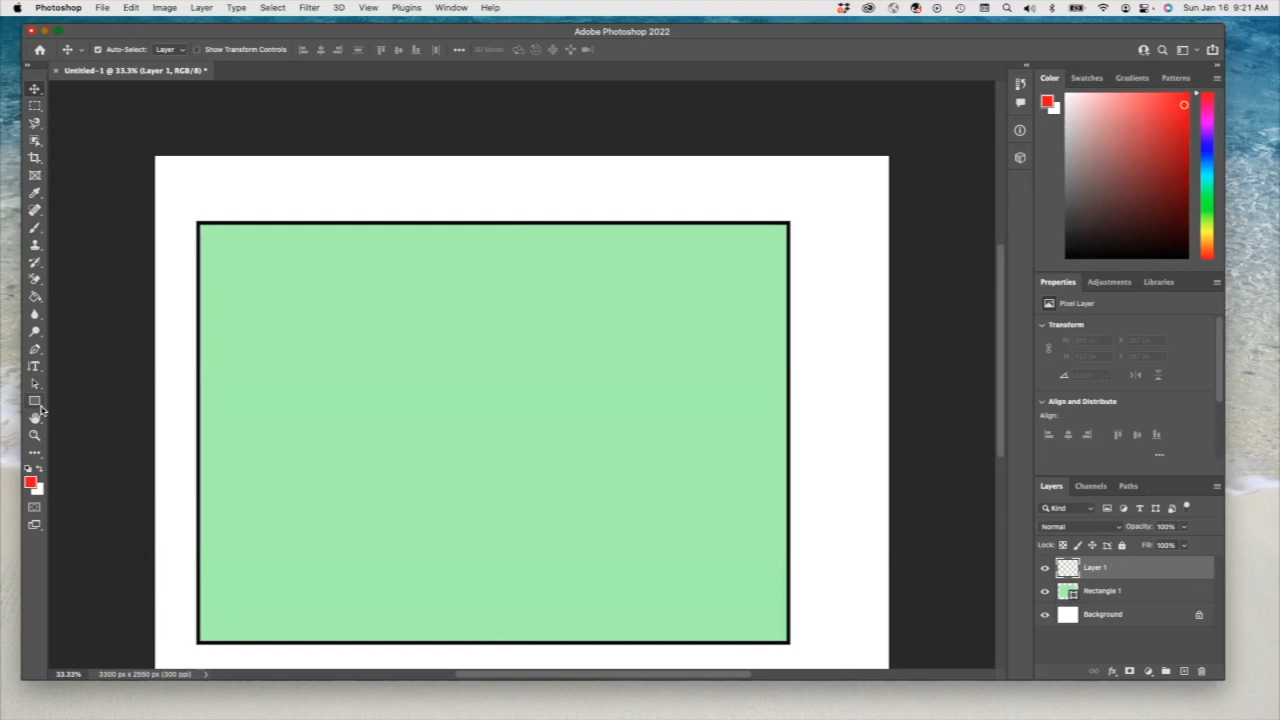 Photoshop File Edit Image Layer Type Select Filter 3D View Plugins Window Help Sun Jan 16 9:21 AM
Adobe Photoshop 2022
Auto-Select: Layer Show Transform Controls 3D Mode
Untitled-1 @ 33.3% (Layer 1, RGB/8) *
Color Swatches Gradients Patterns
Properties Adjustments Libraries
Pixel Layer
Transform
Align and Distribute
Align:
Layers Channels Paths
Kind
Normal Opacity: 100%
Lock: Fill: 100%
Layer 1
Rectangle 1
Background
33.33% 3300 px x 2550 px (300 ppi)